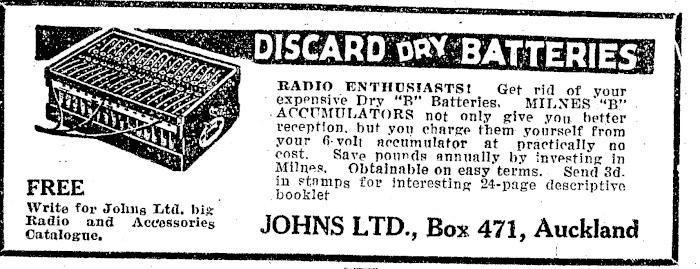 DISCARD DRY BATTERIES
RADIO ENTHUSIASTS! Get rid of your
expensive Dry "B" Batteries. MILNES "B"
ACCUMULATORS not only give you better
reception, but you charge them yourself from
your 6-volt accumulator at practically no
cost. Save pounds annually by investing in
Milnes. Obtainable on easy terms. Send 3d.
in stamps for interesting 24-page descriptive
booklet
FREE
Write for Johns Ltd. big
Radio and Accessories
Catalogue.
JOHNS LTD., Box 471, Auckland